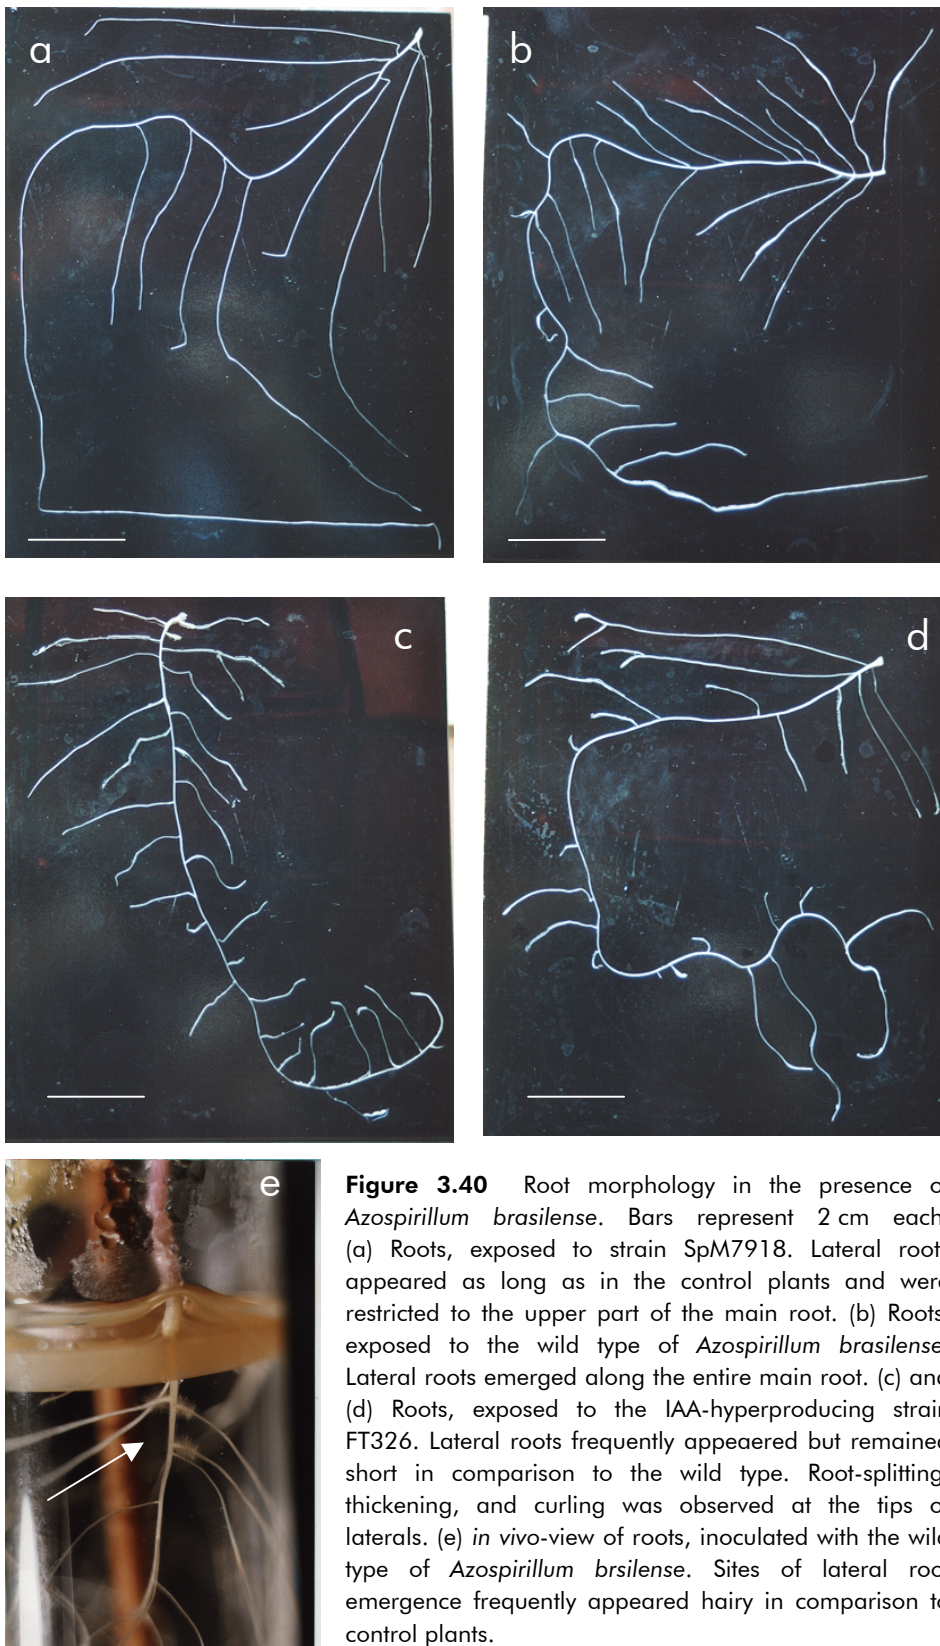 a
b
c
d
e
Figure 3.40 Root morphology in the presence o
Azospirillum brasilense. Bars represent 2 cm each
(a) Roots, exposed to strain SpM7918. Lateral root
appeared as long as in the control plants and were
restricted to the upper part of the main root. (b) Roots
exposed to the wild type of Azospirillum brasilense
Lateral roots emerged along the entire main root. (c) and
(d) Roots, exposed to the IAA-hyperproducing strain
FT326. Lateral roots frequently appeaered but remained
short in comparison to the wild type. Root-splitting
thickening, and curling was observed at the tips o
laterals. (e) in vivo-view of roots, inoculated with the wild
type of Azospirillum brsilense. Sites of lateral roo
emergence frequently appeared hairy in comparison to
control plants.